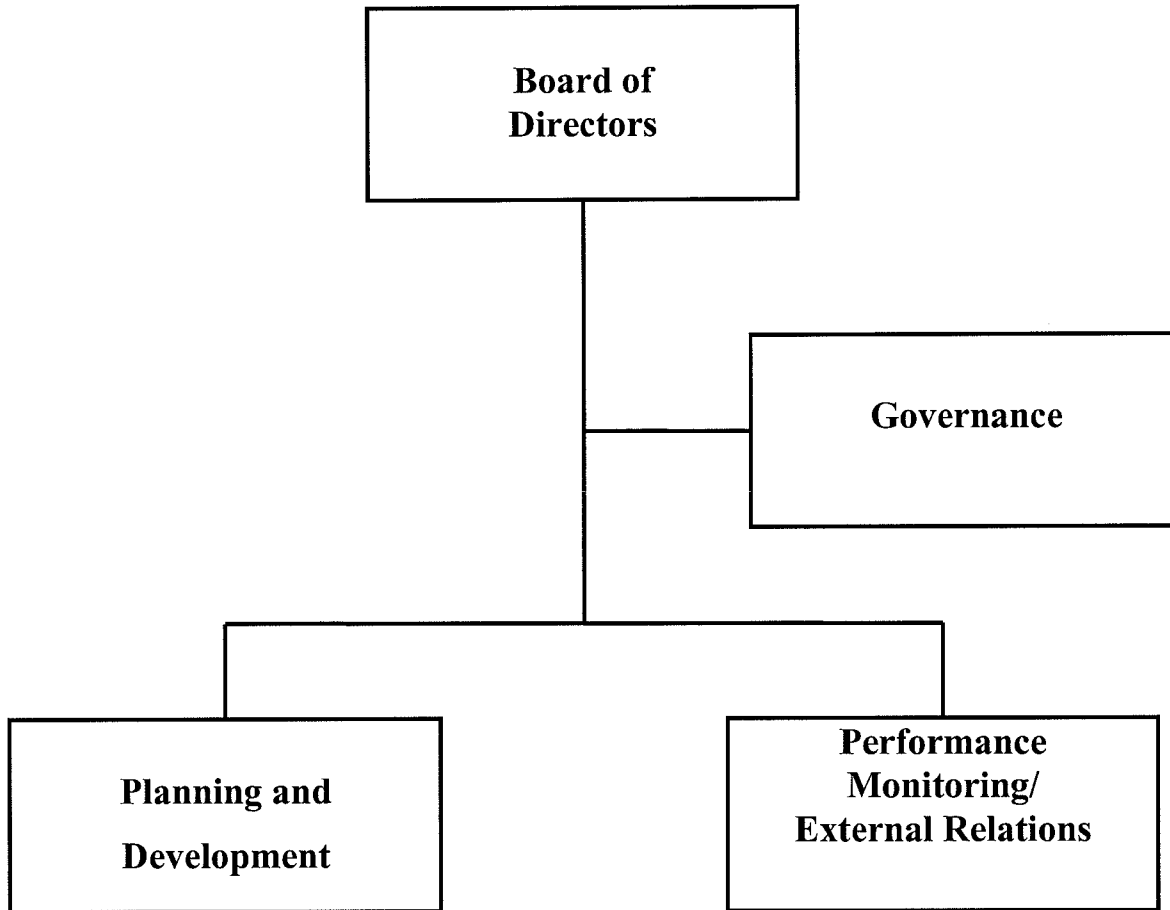 Board of
Directors
Governance
Planning and
Development
Performance
Monitoring/
External Relations